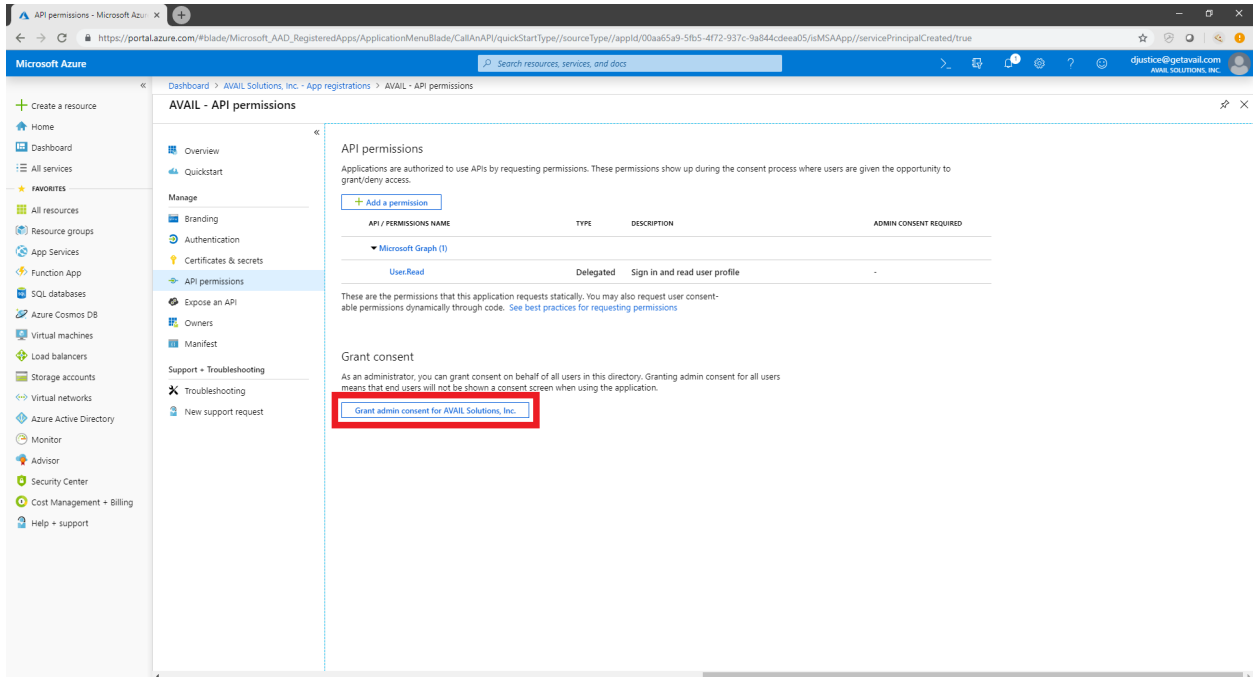 API permissions - Microsoft Azu
https://portal.azure.com/#blade/Microsoft_AAD_RegisteredApps/ApplicationMenuBlade/CallAnAPI/quickStartType//sourceType//appId/00aa65a9-5fb5-4f72-937c-9a844cdeea05/isMSAApp//servicePrincipalCreated/true
Microsoft Azure
Search resources, services, and docs
1
djustice@getavail.com
AVAIL SOLUTIONS, INC.
Create a resource
Home
Dashboard
All services
FAVORITES
All resources
Resource groups
App Services
Function App
SQL databases
Azure Cosmos DB
Virtual machines
Load balancers
Storage accounts
Virtual networks
Azure Active Directory
Monitor
Advisor
Security Center
Cost Management + Billing
Help + support
Dashboard > AVAIL Solutions, Inc. - App registrations > AVAIL - API permissions
AVAIL - API permissions
Overview
Quickstart
Manage
Branding
Authentication
Certificates & secrets
API permissions
Expose an API
Owners
Manifest
Support + Troubleshooting
Troubleshooting
New support request
API permissions
Applications are authorized to use APIs by requesting permissions. These permissions show up during the consent process where users are given the opportunity to
grant/deny access.
+ Add a permission
API / PERMISSIONS NAME TYPE DESCRIPTION ADMIN CONSENT REQUIRED
Microsoft Graph (1)
User.Read Delegated Sign in and read user profile -
These are the permissions that this application requests statically. You may also request user consent-
able permissions dynamically through code. See best practices for requesting permissions
Grant consent
As an administrator, you can grant consent on behalf of all users in this directory. Granting admin consent for all users
means that end users will not be shown a consent screen when using the application.
Grant admin consent for AVAIL Solutions, Inc.